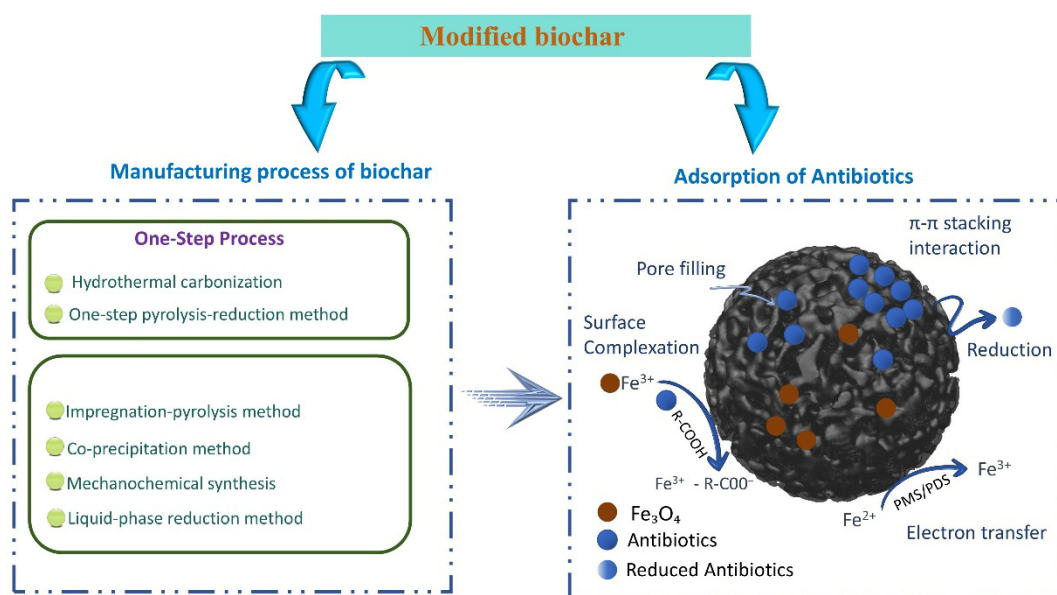 Modified biochar
Manufacturing process of biochar
One-Step Process
Hydrothermal carbonization
One-step pyrolysis-reduction method
Impregnation-pyrolysis method
Co-precipitation method
Mechanochemical synthesis
Liquid-phase reduction method
Adsorption of Antibiotics
π-π stacking
interaction
Pore filling
Surface
Complexation
Reduction
Fe³⁺
R-COOH
Fe³⁺ - R-COO⁻
Fe³⁺
PMS/PDS
Fe²⁺
Electron transfer
Fe₃O₄
Antibiotics
Reduced Antibiotics